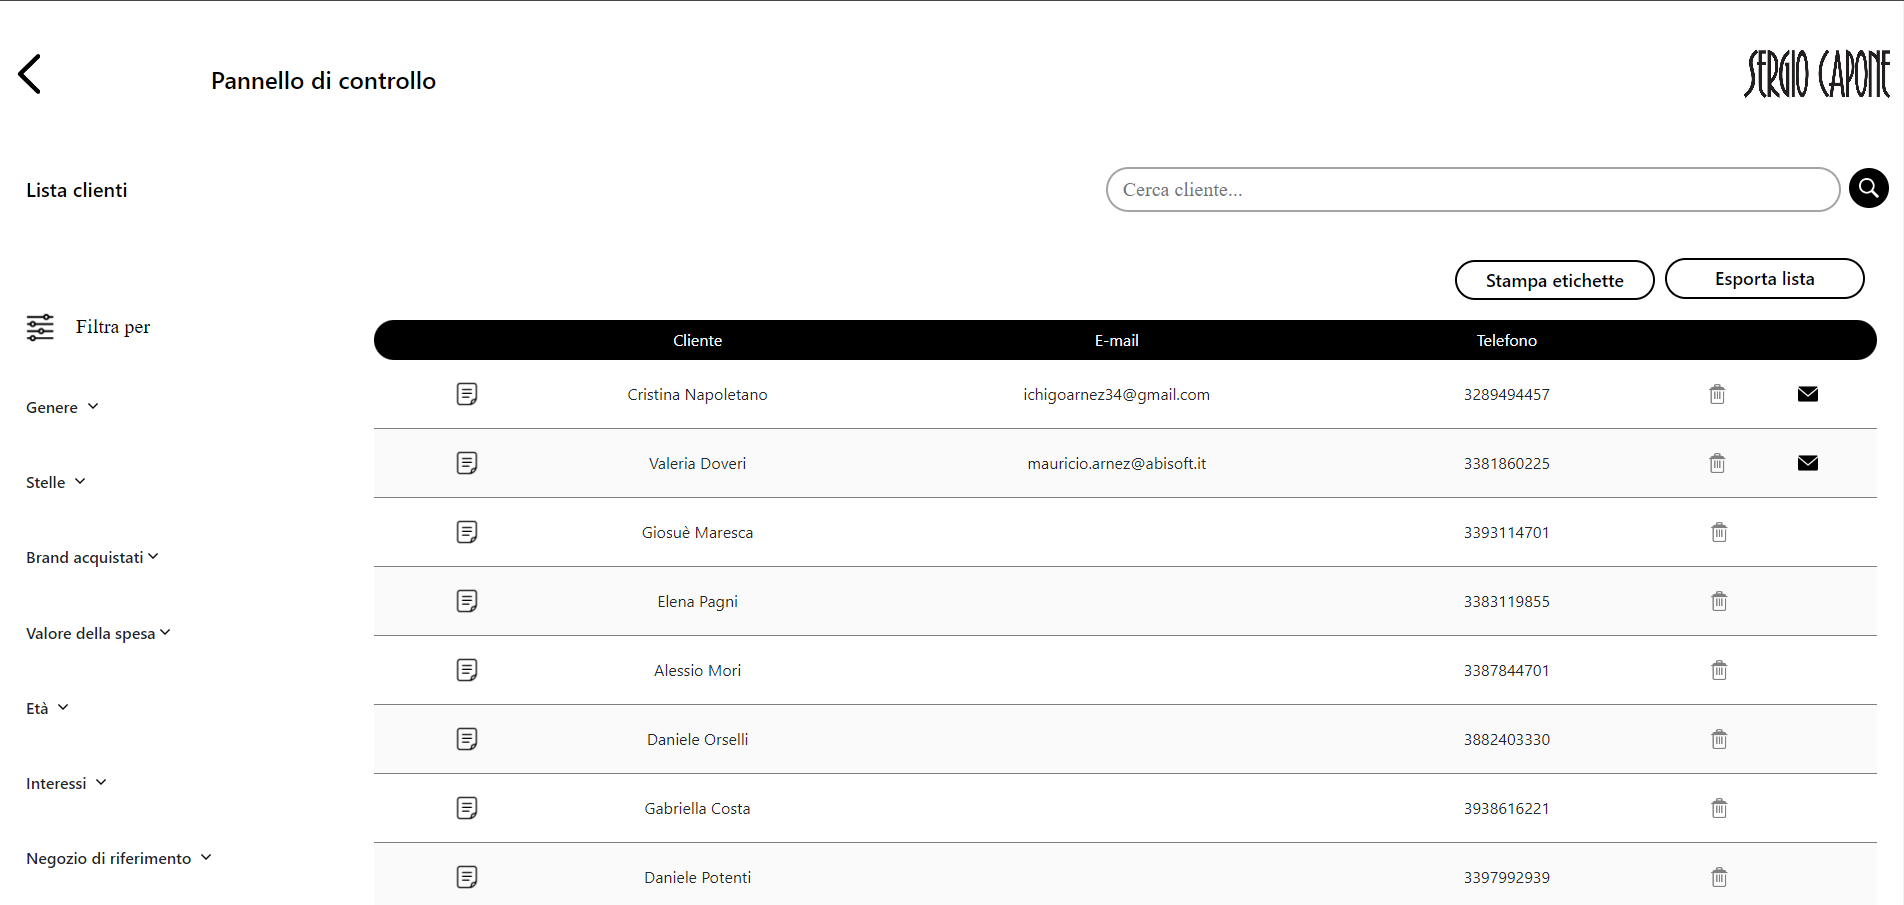 Pannello di controllo
SERGIO CAPONE
Lista clienti
Cerca cliente...
Stampa etichette
Esporta lista
Filtra per
Genere
Stelle
Brand acquistati
Valore della spesa
Età
Interessi
Negozio di riferimento
Cliente E-mail Telefono
Cristina Napoletano ichigoarnez34@gmail.com 3289494457
Valeria Doveri mauricio.arnez@abisoft.it 3381860225
Giosuè Maresca 3393114701
Elena Pagni 3383119855
Alessio Mori 3387844701
Daniele Orselli 3882403330
Gabriella Costa 3938616221
Daniele Potenti 3397992939